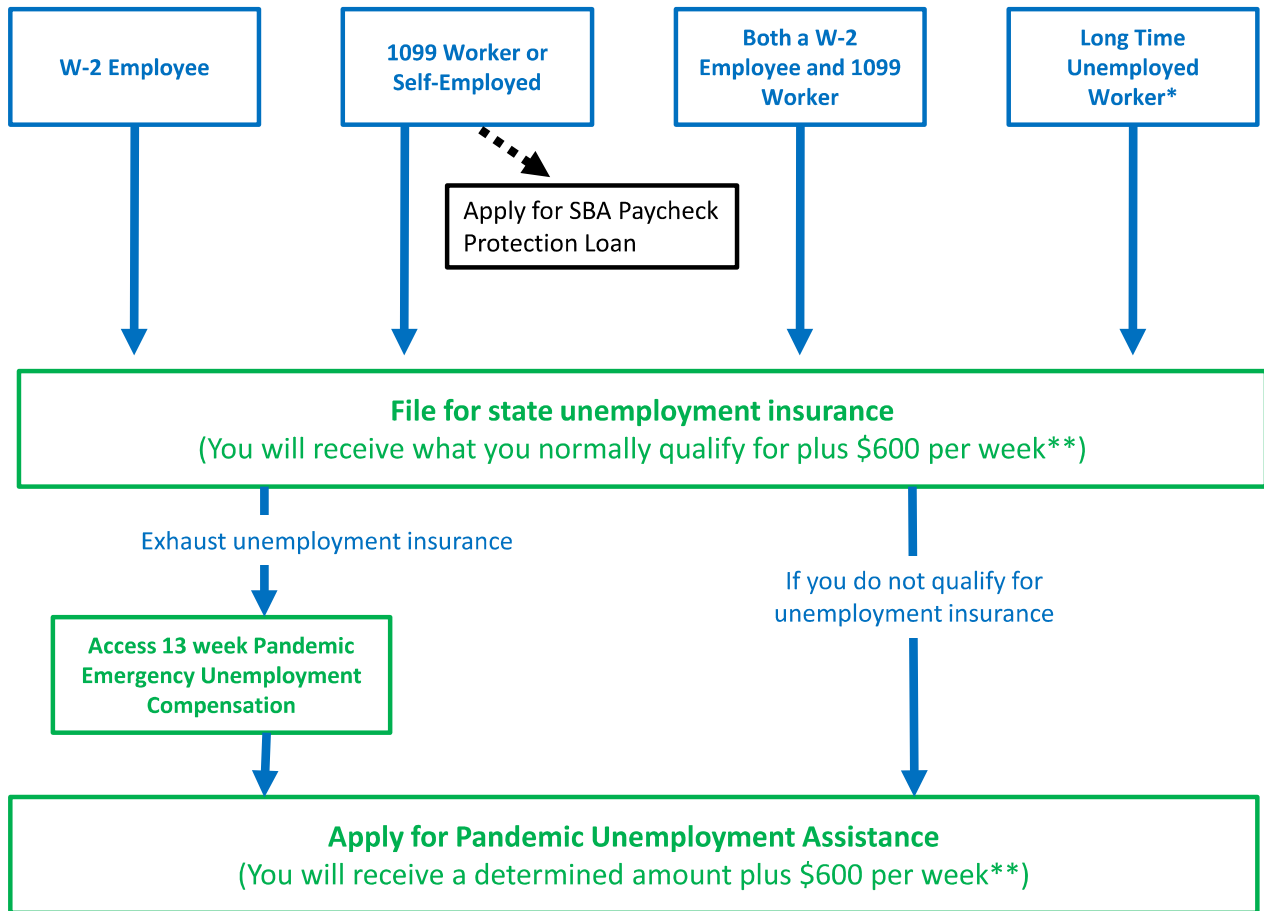 W-2 Employee
1099 Worker or
Self-Employed
Both a W-2
Employee and 1099
Worker
Long Time
Unemployed
Worker*
Apply for SBA Paycheck
Protection Loan
File for state unemployment insurance
(You will receive what you normally qualify for plus $600 per week**)
Exhaust unemployment insurance
If you do not qualify for
unemployment insurance
Access 13 week Pandemic
Emergency Unemployment
Compensation
Apply for Pandemic Unemployment Assistance
(You will receive a determined amount plus $600 per week**)